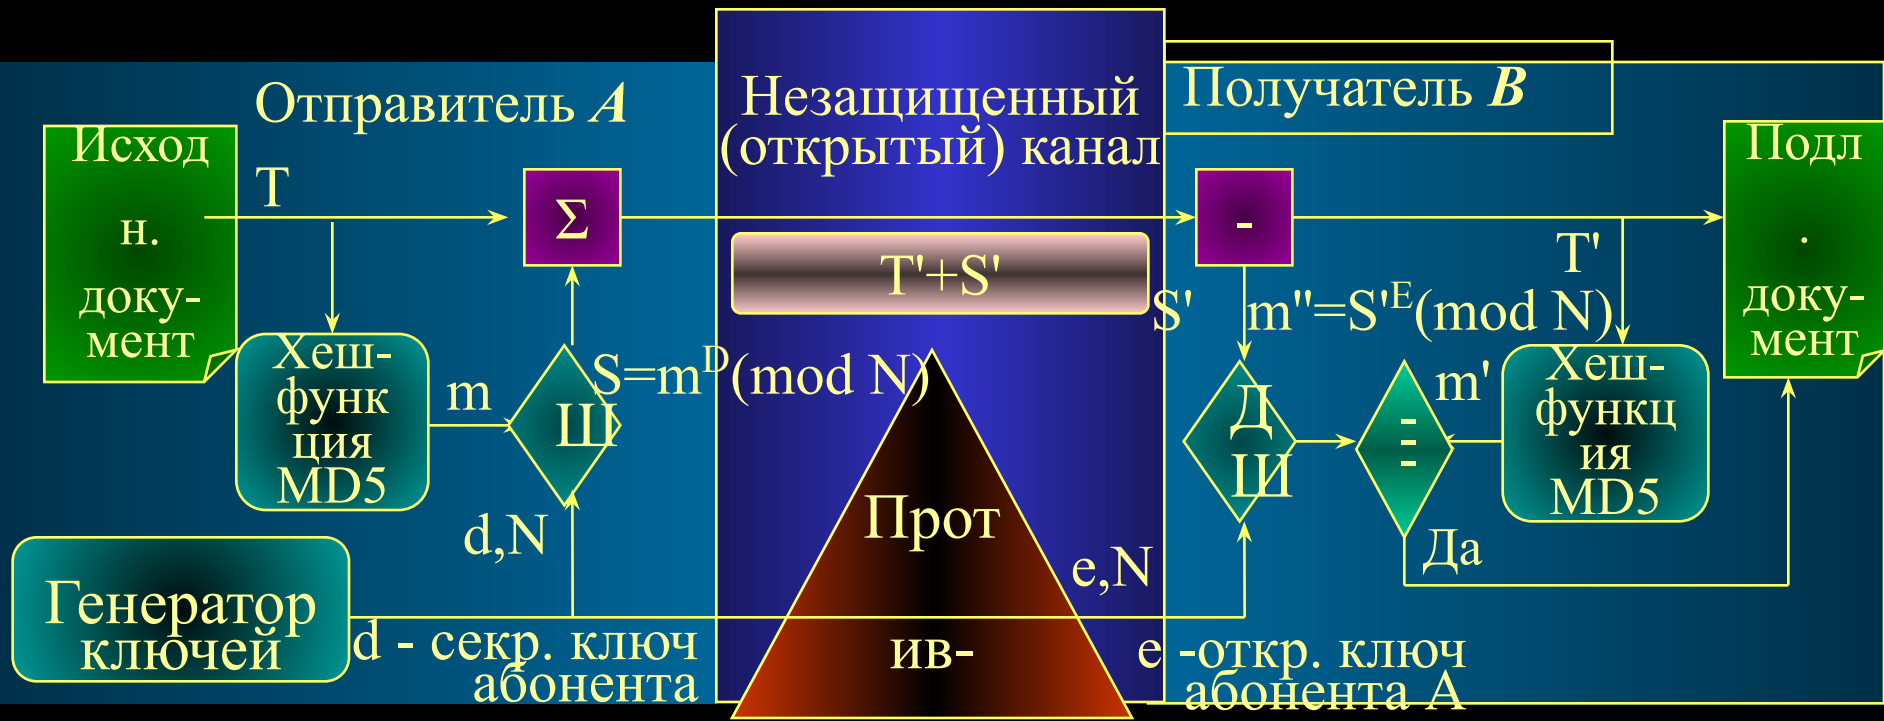 Отправитель A
Исход
н.
доку-
мент
T
Σ
Хеш-
функ
ция
MD5
m
Ш
S=m^D(mod N)
d,N
Генератор
ключей
d - секр. ключ
абонента
Незащищенный
(открытый) канал
T'+S'
Прот
ив-
e,N
Получатель B
-
S'
m''=S'^E(mod N)
T'
Д
Ш
m'
Хеш-
функц
ия
MD5
Да
e -откр. ключ
абонента А
Подл
.
доку-
мент